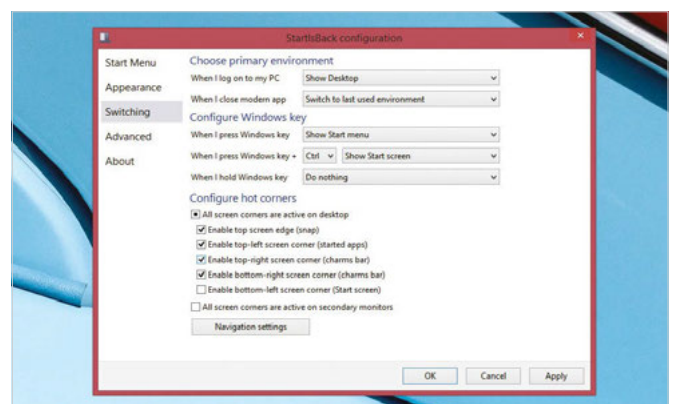 StartIsBack configuration
Start Menu
Appearance
Switching
Advanced
About
Choose primary environment
When I log on to my PC Show Desktop
When I close modern app Switch to last used environment
Configure Windows key
When I press Windows key Show Start menu
When I press Windows key + Ctrl Show Start screen
When I hold Windows key Do nothing
Configure hot corners
All screen corners are active on desktop
Enable top screen edge (snap)
Enable top-left screen corner (started apps)
Enable top-right screen corner (charms bar)
Enable bottom-right screen corner (charms bar)
Enable bottom-left screen corner (Start screen)
All screen corners are active on secondary monitors
Navigation settings
OK Cancel Apply